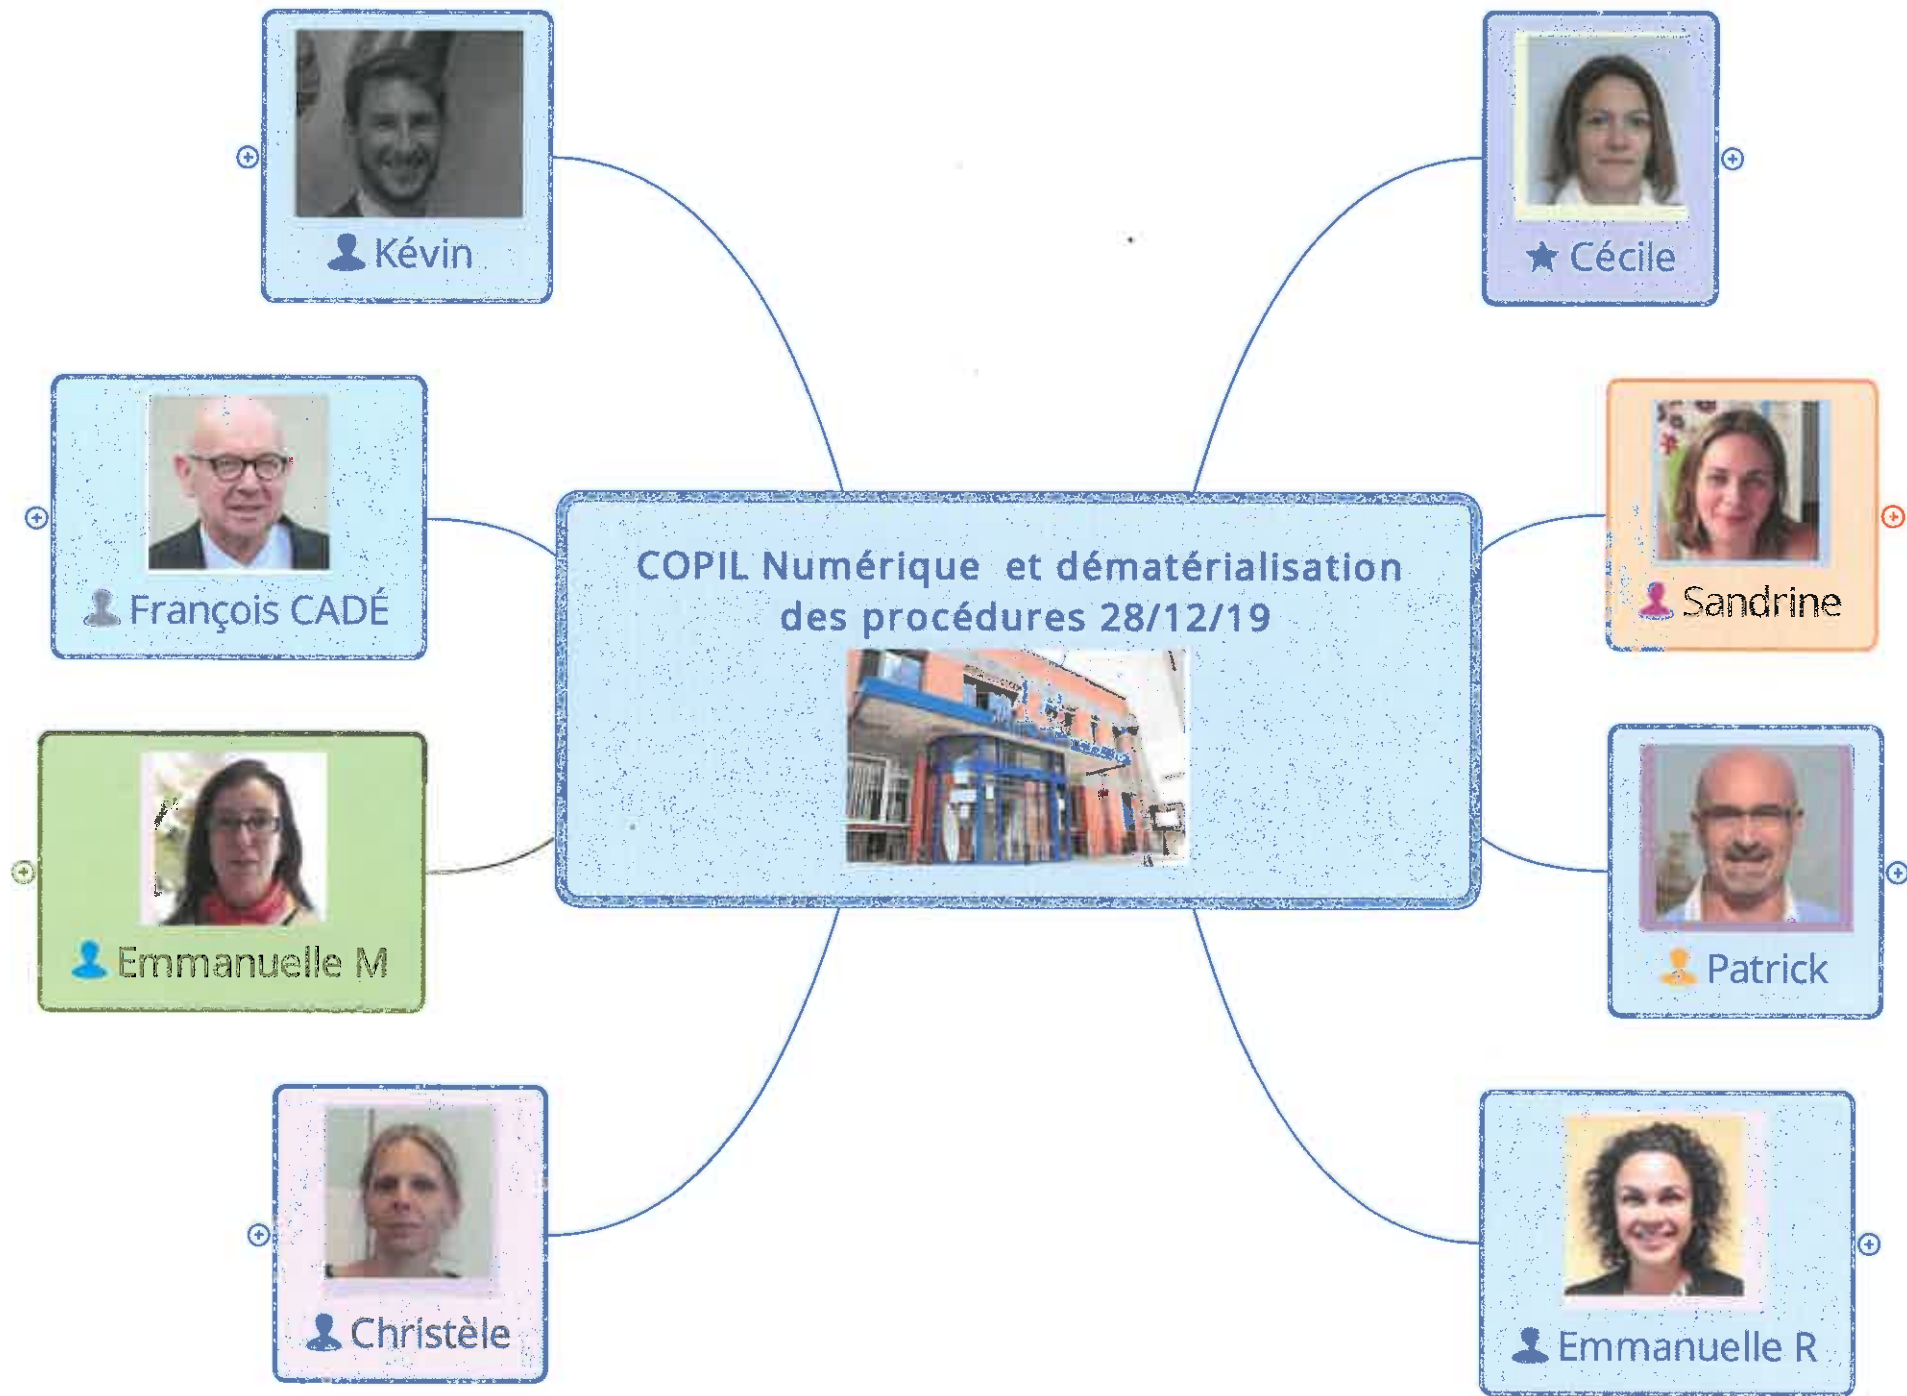 Kévin
Cécile
François CADÉ
COPIL Numérique et dématérialisation
des procédures 28/12/19
Sandrine
Emmanuelle M
Patrick
Christèle
Emmanuelle R